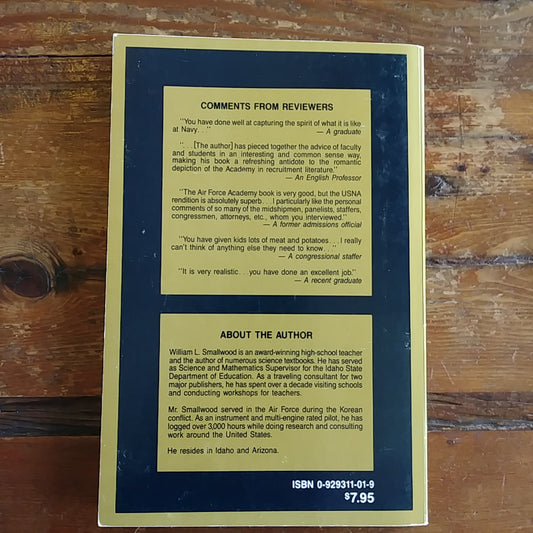 COMMENTS FROM REVIEWERS
"You have done well at capturing the spirit of what it is like
at Navy. . ."
— A graduate
". . . [The author] has pieced together the advice of faculty
and students in an interesting and common sense way,
making his book a refreshing antidote to the romantic
depiction of the Academy in recruitment literature."
— An English Professor
"The Air Force Academy book is very good, but the USNA
rendition is absolutely superb. . .I particularly like the personal
comments of so many of the midshipmen, panelists, staffers,
congressmen, attorneys, etc., whom you interviewed."
— A former admissions official
"You have given kids lots of meat and potatoes. . .I really
can't think of anything else they need to know. . ."
— A congressional staffer
"It is very realistic. . .you have done an excellent job."
— A recent graduate
ABOUT THE AUTHOR
William L. Smallwood is an award-winning high-school teacher
and the author of numerous science textbooks. He has served
as Science and Mathematics Supervisor for the Idaho State
Department of Education. As a traveling consultant for two
major publishers, he has spent over a decade visiting schools
and conducting workshops for teachers.
Mr. Smallwood served in the Air Force during the Korean
conflict. As an instrument and multi-engine rated pilot, he has
logged over 3,000 hours while doing research and consulting
work around the United States.
He resides in Idaho and Arizona.
ISBN 0-929311-01-9
$7.95